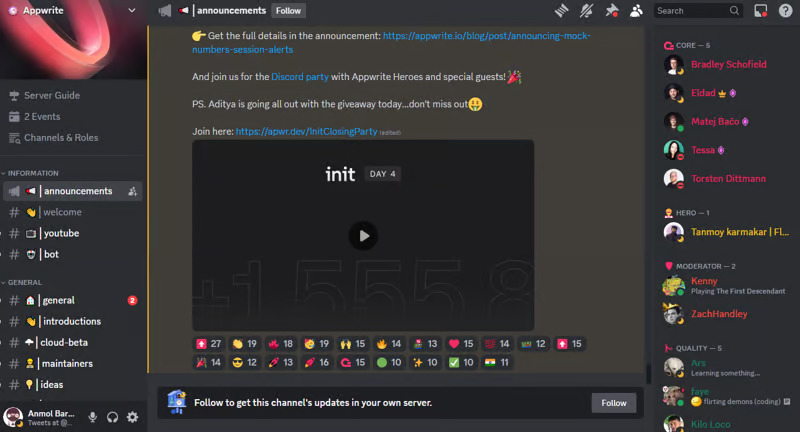 Appwrite
Server Guide
2 Events
Channels & Roles
INFORMATION
| announcements
| welcome
| youtube
| bot
GENERAL
| general
2
| introductions
| cloud-beta
| maintainers
| ideas
Anmol Bar...
Tweets at @...
| announcements
Follow
Search
Get the full details in the announcement: https://appwrite.io/blog/post/announcing-mock-
numbers-session-alerts
And join us for the Discord party with Appwrite Heroes and special guests!
PS. Aditya is going all out with the giveaway today...don't miss out
Join here: https://apwr.dev/InitClosingParty (edited)
init DAY 4
+1 555 8
27 19 18 19 15 14 13 15 14 12 15
14 12 13 16 15 10 10 10 11
Follow to get this channel's updates in your own server.
Follow
CORE — 5
Bradley Schofield
Eldad
Matej Bačo
Tessa
Torsten Dittmann
HERO — 1
Tanmoy karmakar | Fl...
MODERATOR — 2
Kenny
Playing The First Descendant
ZachHandley
QUALITY — 5
Ars
Learning something...
faye
flirting demons (coding)
Kilo i_oco